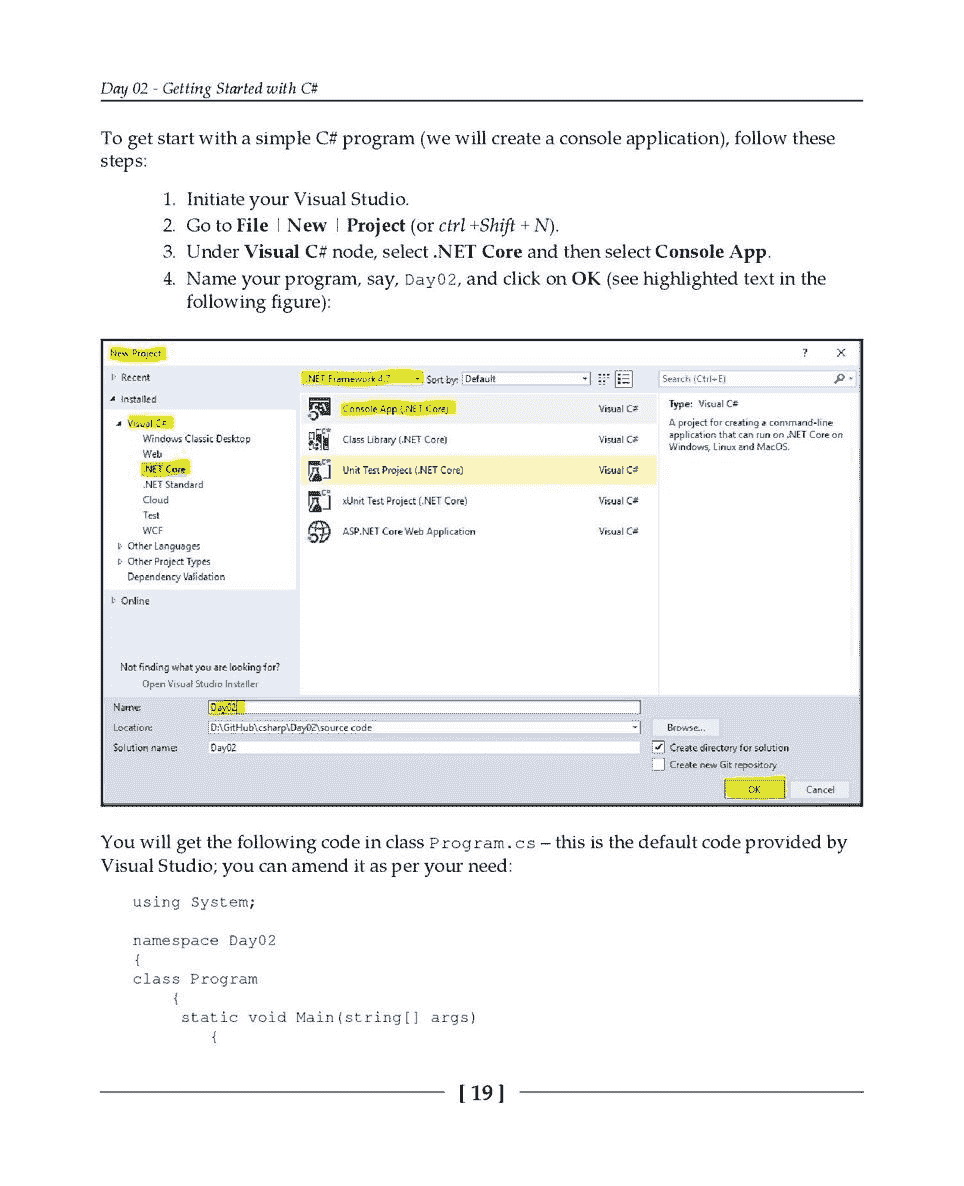 Day 02 - Getting Started with C#
To get start with a simple C# program (we will create a console application), follow these
steps:
1. Initiate your Visual Studio.
2. Go to File | New | Project (or ctrl +Shift + N).
3. Under Visual C# node, select .NET Core and then select Console App.
4. Name your program, say, Day02, and click on OK (see highlighted text in the
following figure):
New Project
? X
Recent
.NET Framework 4.7
Sort by: Default
Search (Ctrl+E)
Installed
Visual C#
Windows Classic Desktop
Web
.NET Core
.NET Standard
Cloud
Test
WCF
Other Languages
Other Project Types
Dependency Validation
Online
Not finding what you are looking for?
Open Visual Studio Installer
Console App (.NET Core) Visual C#
Class Library (.NET Core) Visual C#
Unit Test Project (.NET Core) Visual C#
xUnit Test Project (.NET Core) Visual C#
ASP.NET Core Web Application Visual C#
Type: Visual C#
A project for creating a command-line
application that can run on .NET Core on
Windows, Linux and MacOS.
Name: Day02
Location: D:\GitHub\csharp\Day02\source code
Browse...
Solution name: Day02
Create directory for solution
Create new Git repository
OK Cancel
You will get the following code in class Program.cs – this is the default code provided by
Visual Studio; you can amend it as per your need:
using System;
namespace Day02
{
class Program
{
static void Main(string[] args)
{
[ 19 ]